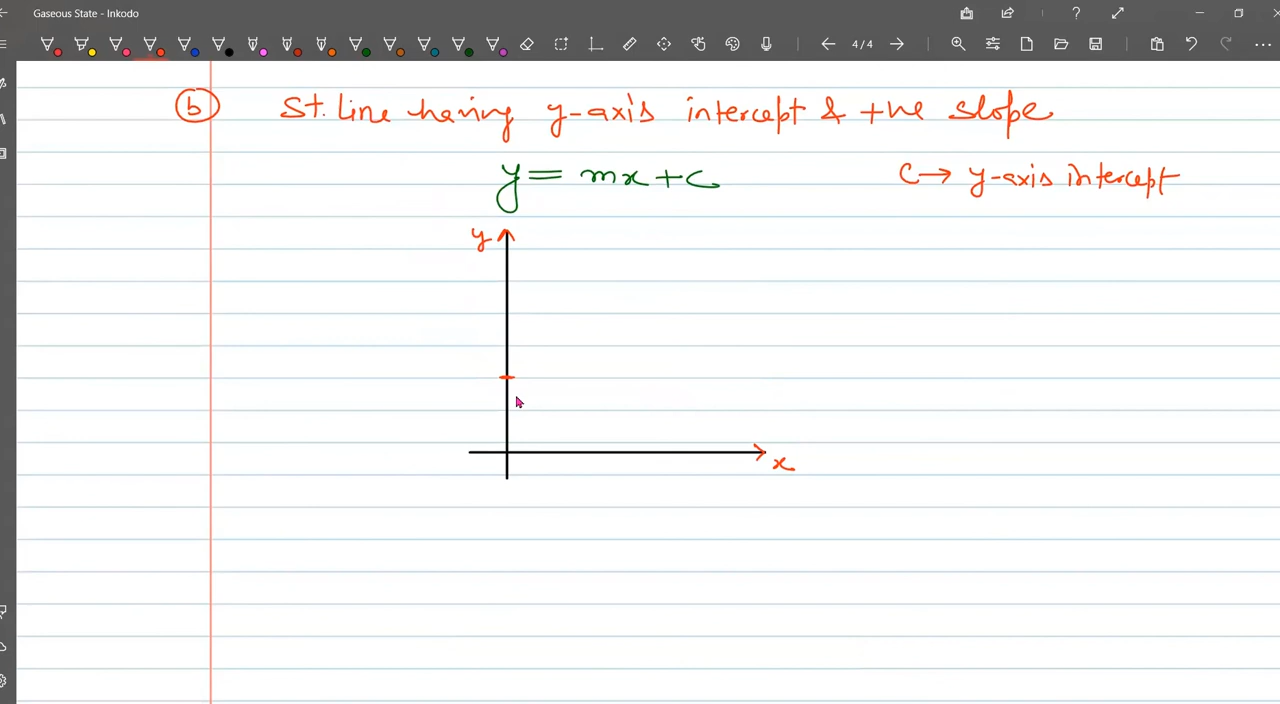 Gaseous State - Inkodo
4/4
b St. Line having y-axis intercept & +ve slope
y = mx + c
c → y-axis intercept
y
x